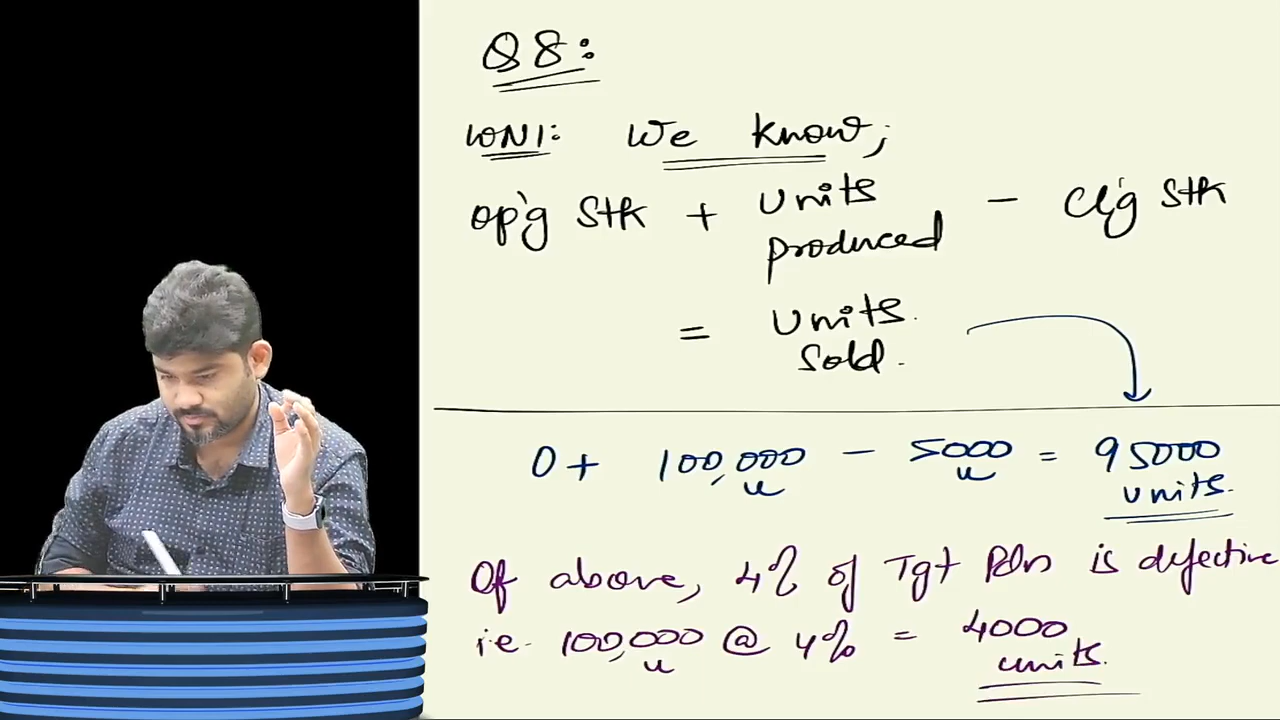 Q8:
WN1: We know;
op'g Stk + Units produced - Clg Stk
= Units sold.
0 + 100,000 u - 5000 u = 95000 units.
Of above, 4% of Tgt Pdn is defective
i.e. 100,000 u @ 4% = 4000 units.